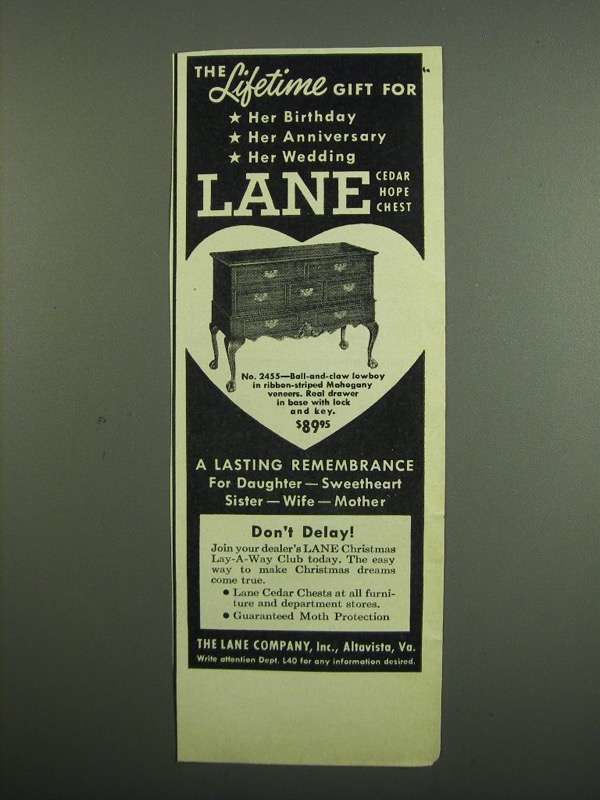 THE Lifetime GIFT FOR
★ Her Birthday
★ Her Anniversary
★ Her Wedding
LANE CEDAR HOPE CHEST
No. 2455—Ball-and-claw lowboy
in ribbon-striped Mahogany
veneers. Real drawer
in base with lock
and key.
$89.95
A LASTING REMEMBRANCE
For Daughter — Sweetheart
Sister — Wife — Mother
Don't Delay!
Join your dealer's LANE Christmas
Lay-A-Way Club today. The easy
way to make Christmas dreams
come true.
• Lane Cedar Chests at all furni-
ture and department stores.
• Guaranteed Moth Protection
THE LANE COMPANY, Inc., Altavista, Va.
Write attention Dept. L40 for any information desired.